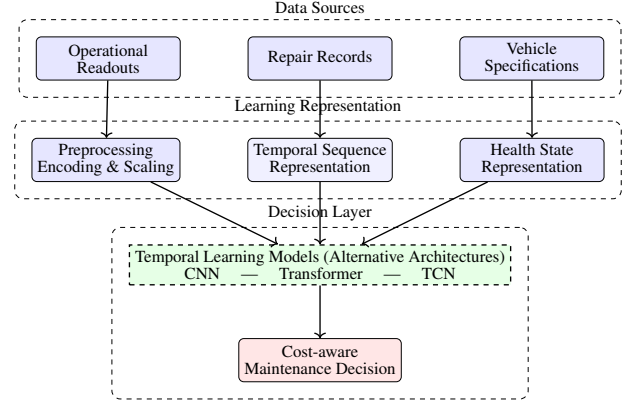 Data Sources
Operational
Readouts
Repair Records
Vehicle
Specifications
Learning Representation
Preprocessing
Encoding & Scaling
Temporal Sequence
Representation
Health State
Representation
Decision Layer
Temporal Learning Models (Alternative Architectures)
CNN — Transformer — TCN
Cost-aware
Maintenance Decision